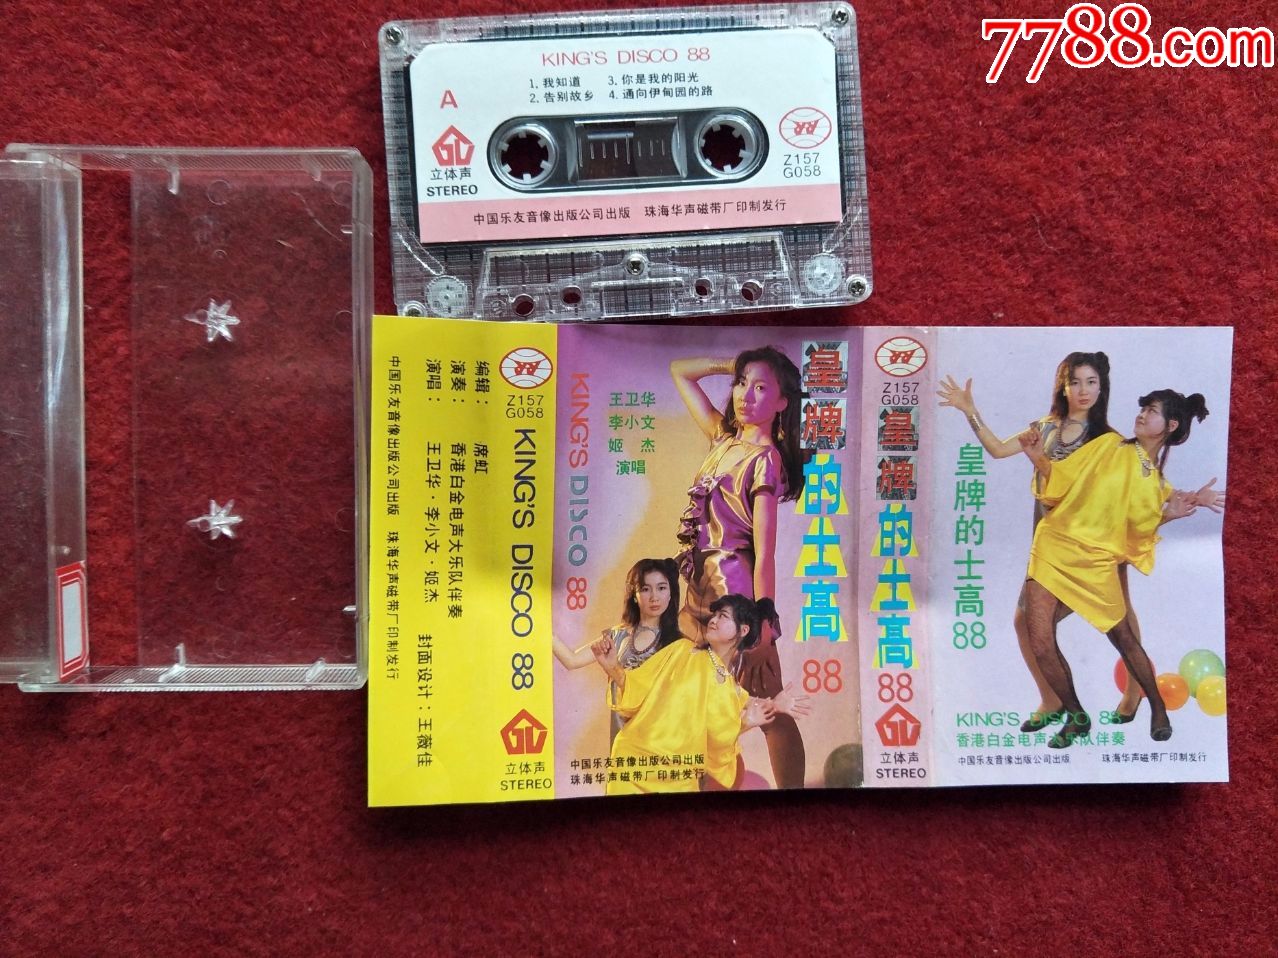 7788.com
KING'S DISCO 88
1.我知道 3.你是我的阳光
2.告别故乡 4.通向伊甸园的路
A
立体声
STEREO
RR
Z157
G058
中国乐友音像出版公司出版 珠海华声磁带厂印制发行
编辑： 席虹
演奏： 香港白金电声大乐队伴奏
演唱： 王卫华·李小文·姬杰 封面设计：王薇佳
中国乐友音像出版公司出版 珠海华声磁带厂印制发行
RR
Z157
G058
KING'S DISCO 88
立体声
STEREO
KING'S DISCO 88
王卫华
李小文
姬 杰
演唱
皇牌的士高88
中国乐友音像出版公司出版
珠海华声磁带厂印制发行
RR
Z157
G058
皇牌的士高88
立体声
STEREO
皇牌的士高88
KING'S DISCO 88
香港白金电声大乐队伴奏
中国乐友音像出版公司出版 珠海华声磁带厂印制发行